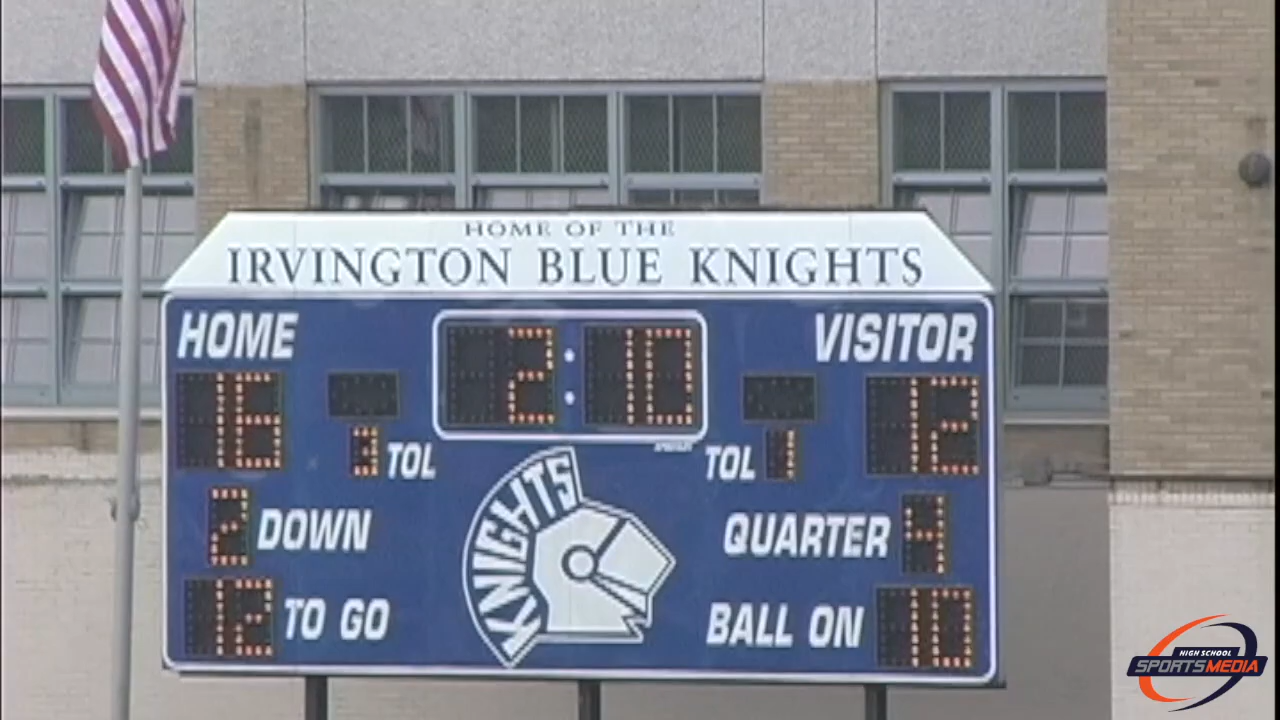 HOME OF THE
IRVINGTON BLUE KNIGHTS
HOME 2:10 VISITOR
16 12
3 TOL TOL 1
KNIGHTS
2 DOWN QUARTER 4
12 TO GO BALL ON 10
HIGH SCHOOL
SPORTSMEDIA